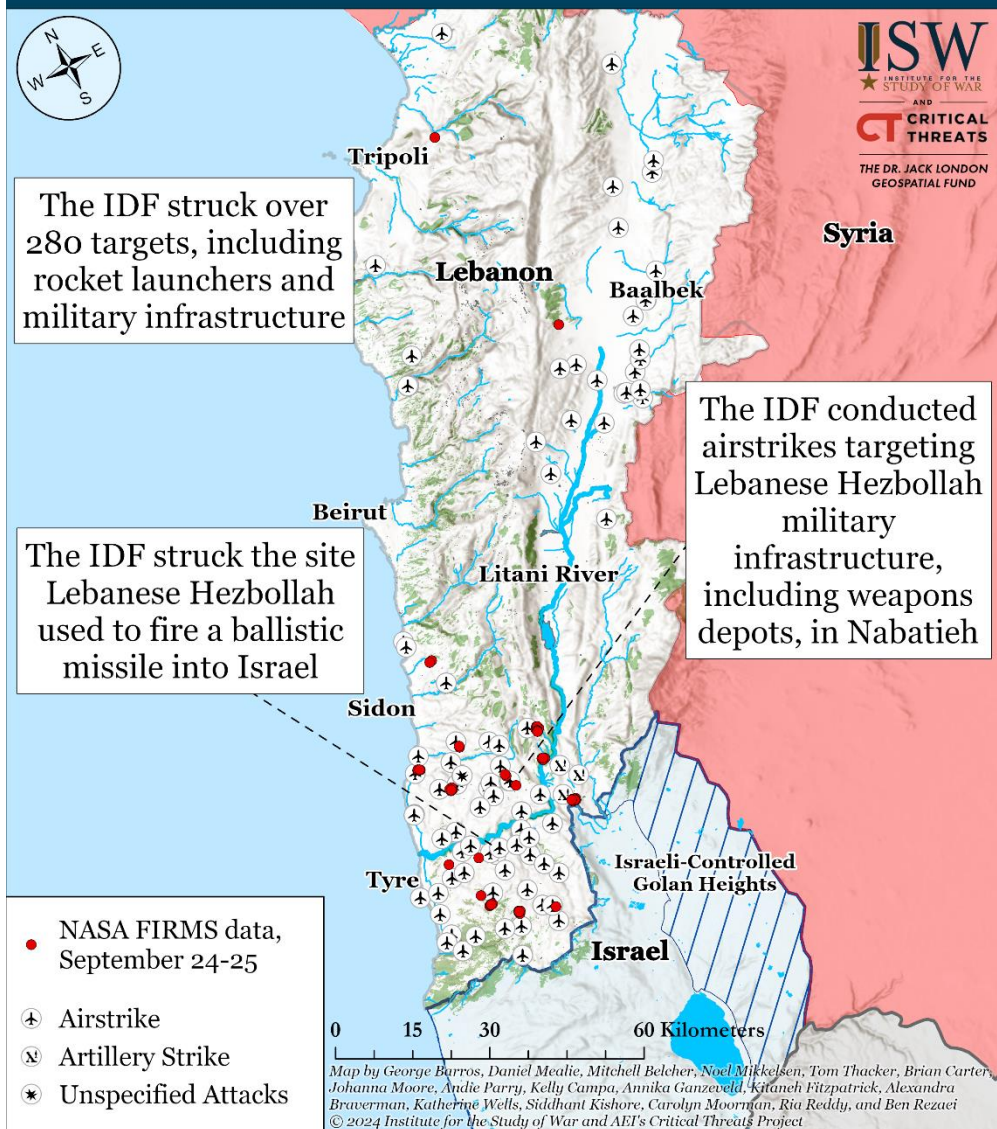 N
E
S
W
ISW
INSTITUTE FOR THE
STUDY OF WAR
AND
CT CRITICAL
THREATS
THE DR. JACK LONDON
GEOSPATIAL FUND
Tripoli
The IDF struck over
280 targets, including
rocket launchers and
military infrastructure
Lebanon
Baalbek
Syria
The IDF conducted
airstrikes targeting
Lebanese Hezbollah
military
infrastructure,
including weapons
depots, in Nabatieh
Beirut
The IDF struck the site
Lebanese Hezbollah
used to fire a ballistic
missile into Israel
Litani River
Sidon
Tyre
Israeli-Controlled
Golan Heights
Israel
NASA FIRMS data,
September 24-25
Airstrike
Artillery Strike
Unspecified Attacks
0 15 30 60 Kilometers
Map by George Barros, Daniel Mealie, Mitchell Belcher, Noel Mikkelsen, Tom Thacker, Brian Carter,
Johanna Moore, Andie Parry, Kelly Campa, Annika Ganzeveld, Kitaneh Fitzpatrick, Alexandra
Braverman, Katherine Wells, Siddhant Kishore, Carolyn Moorman, Ria Reddy, and Ben Rezaei
© 2024 Institute for the Study of War and AEI's Critical Threats Project